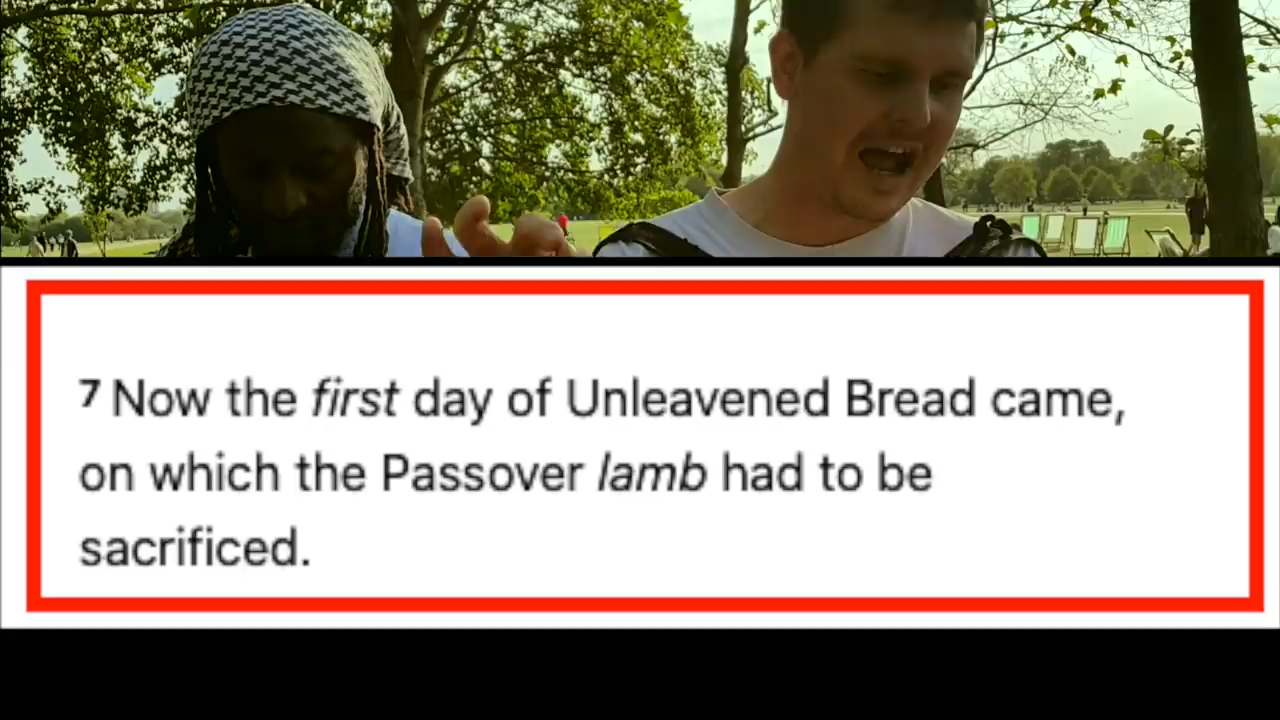 7 Now the first day of Unleavened Bread came,
on which the Passover lamb had to be
sacrificed.